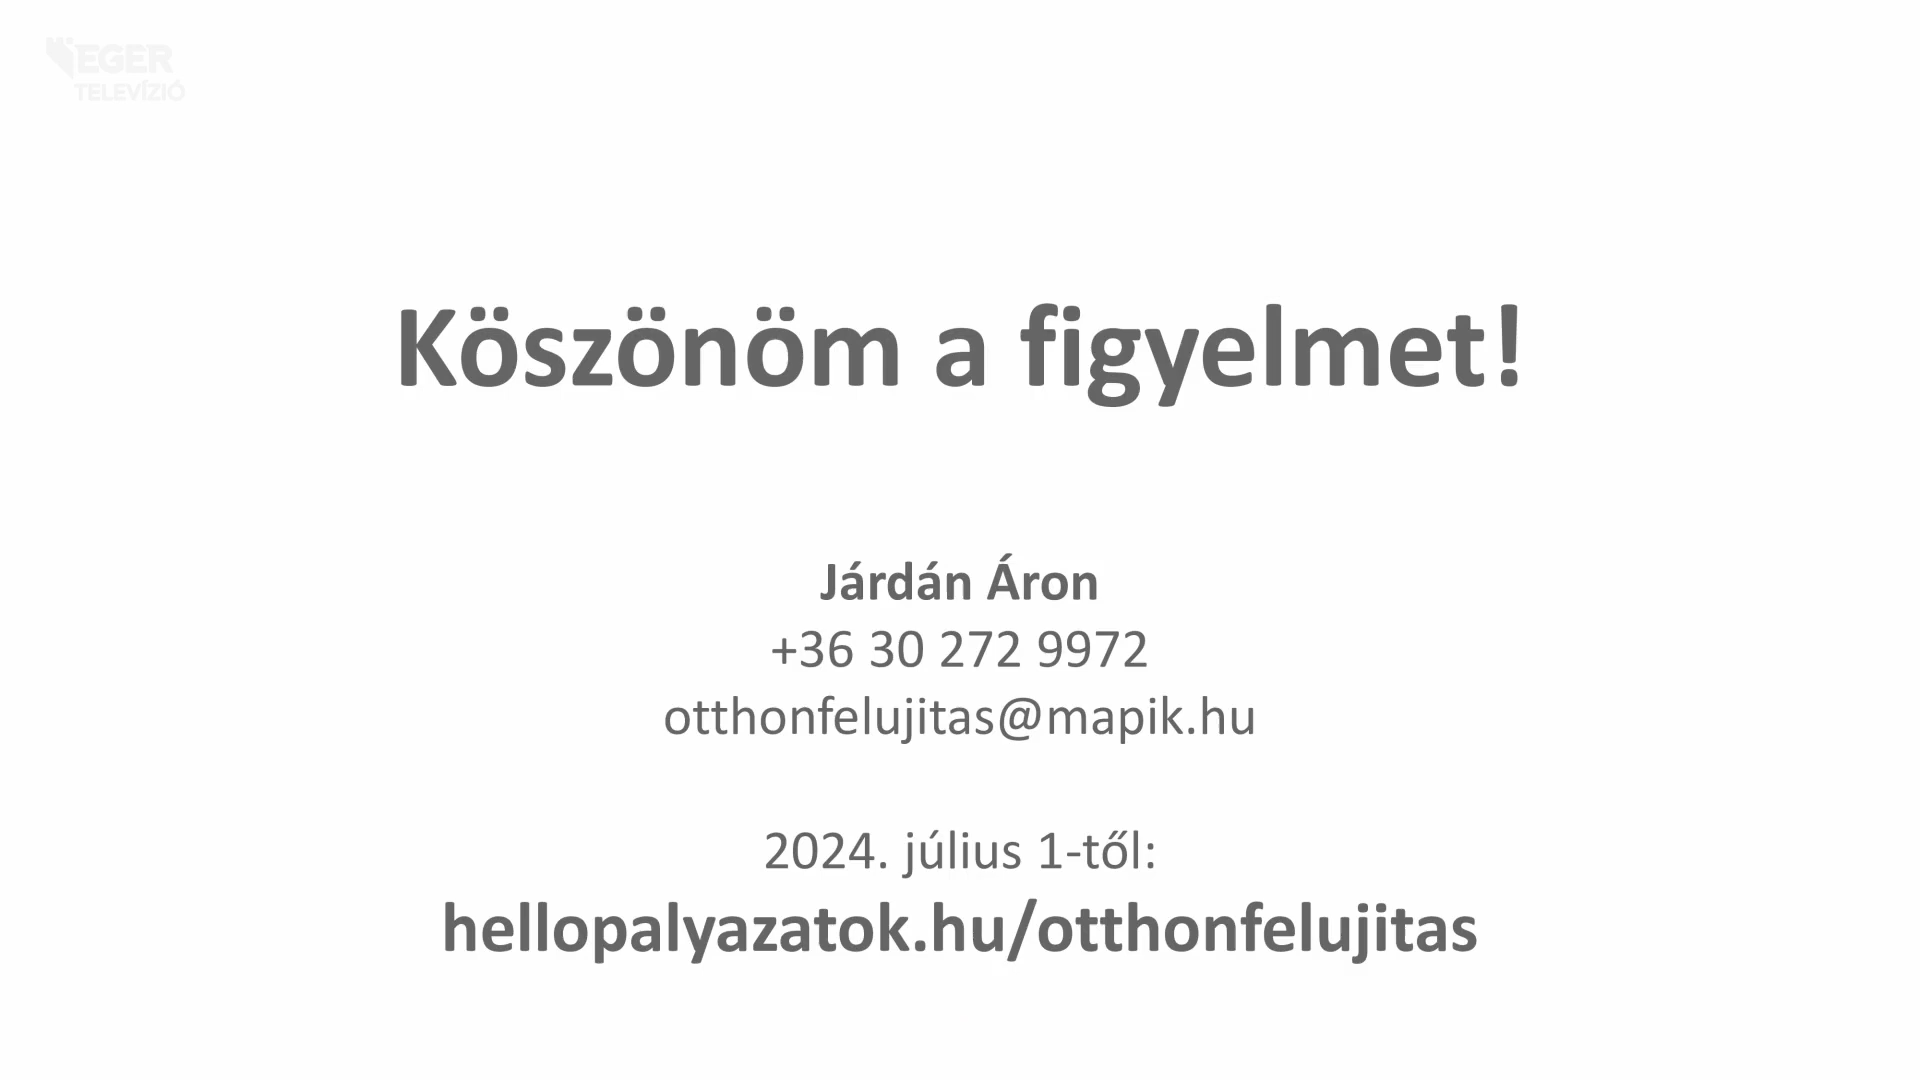 EGER
TELEVÍZIÓ
Köszönöm a figyelmet!
Járdán Áron
+36 30 272 9972
otthonfelujitas@mapik.hu
2024. július 1-től:
hellopalyazatok.hu/otthonfelujitas